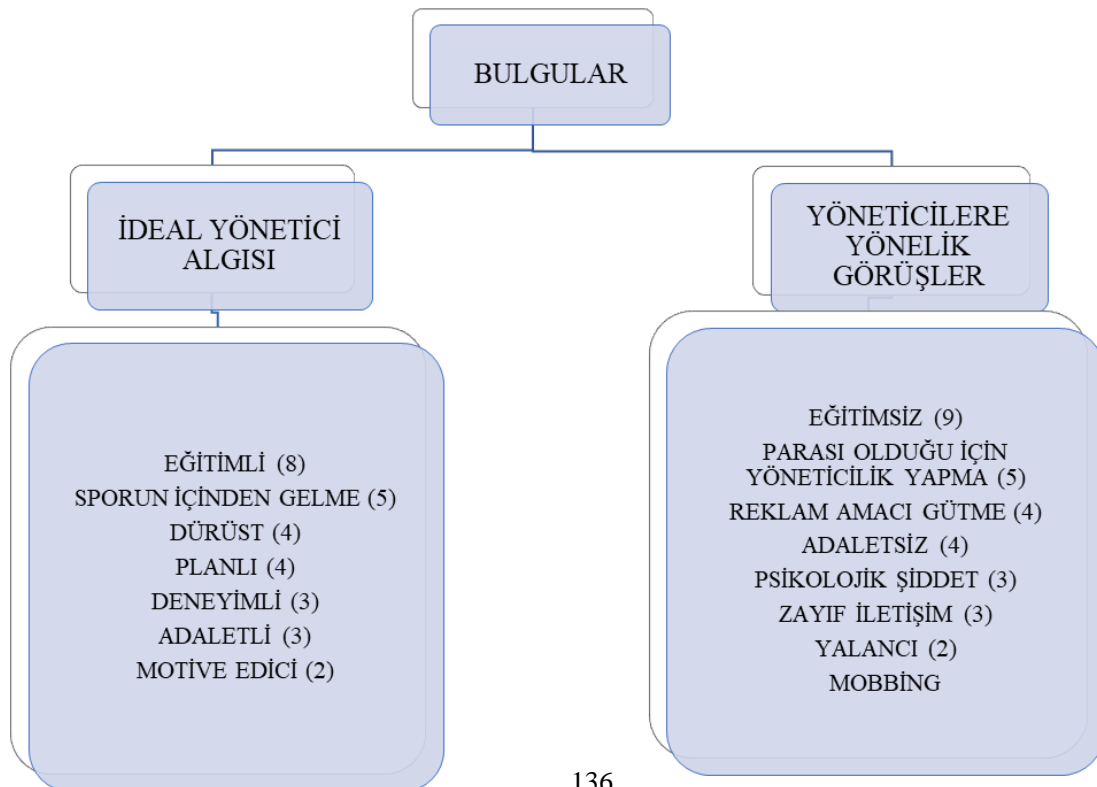 BULGULAR
İDEAL YÖNETİCİ
ALGISI
EĞİTİMLİ (8)
SPORUN İÇİNDEN GELME (5)
DÜRÜST (4)
PLANLI (4)
DENEYİMLİ (3)
ADALETLİ (3)
MOTİVE EDİCİ (2)
YÖNETİCİLERE
YÖNELİK
GÖRÜŞLER
EĞİTİMSİZ (9)
PARASI OLDUĞU İÇİN
YÖNETİCİLİK YAPMA (5)
REKLAM AMACI GÜTME (4)
ADALETSİZ (4)
PSİKOLOJİK ŞİDDET (3)
ZAYIF İLETİŞİM (3)
YALANCI (2)
MOBBİNG
136